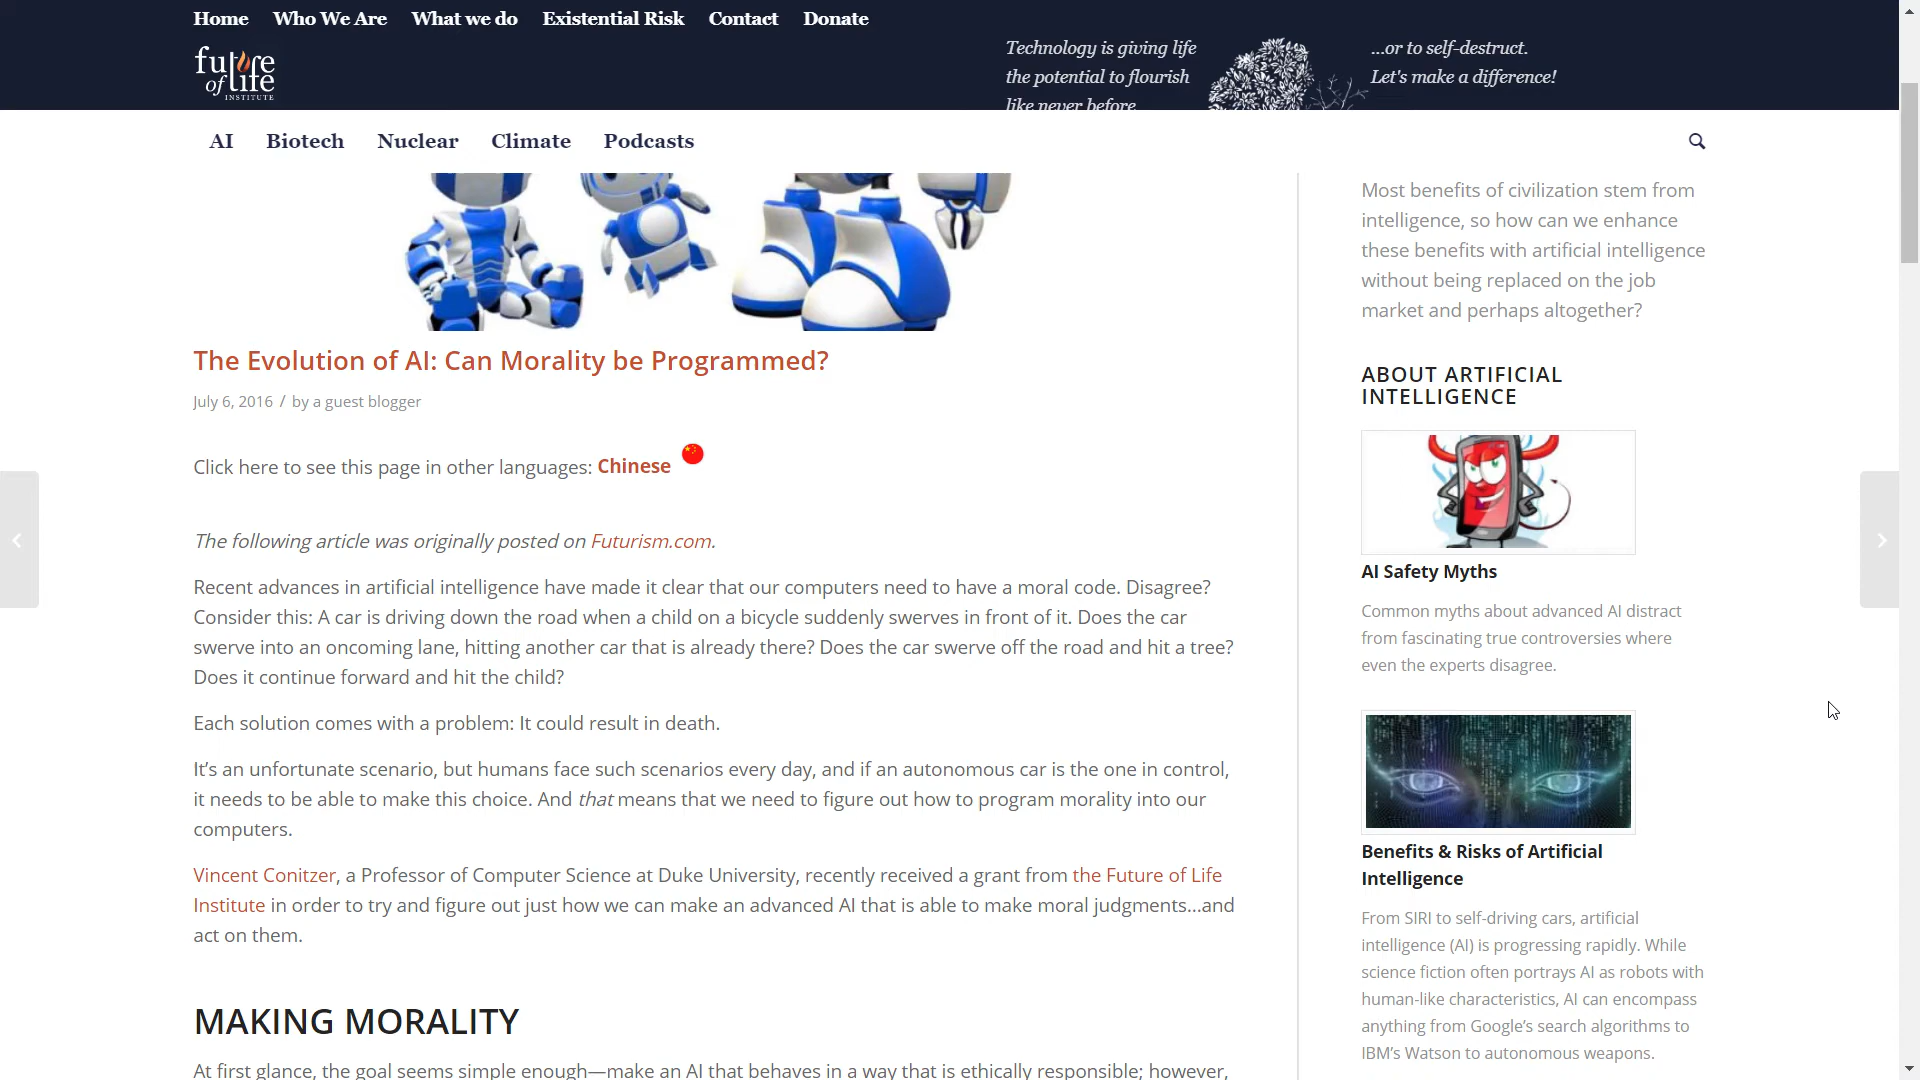 Home Who We Are What we do Existential Risk Contact Donate
future
of life
INSTITUTE
Technology is giving life
the potential to flourish
like never before
...or to self-destruct.
Let's make a difference!
AI Biotech Nuclear Climate Podcasts
The Evolution of AI: Can Morality be Programmed?
July 6, 2016 / by a guest blogger
Click here to see this page in other languages: Chinese
The following article was originally posted on Futurism.com.
Recent advances in artificial intelligence have made it clear that our computers need to have a moral code. Disagree?
Consider this: A car is driving down the road when a child on a bicycle suddenly swerves in front of it. Does the car
swerve into an oncoming lane, hitting another car that is already there? Does the car swerve off the road and hit a tree?
Does it continue forward and hit the child?
Each solution comes with a problem: It could result in death.
It’s an unfortunate scenario, but humans face such scenarios every day, and if an autonomous car is the one in control,
it needs to be able to make this choice. And that means that we need to figure out how to program morality into our
computers.
Vincent Conitzer, a Professor of Computer Science at Duke University, recently received a grant from the Future of Life
Institute in order to try and figure out just how we can make an advanced AI that is able to make moral judgments...and
act on them.
MAKING MORALITY
At first glance, the goal seems simple enough—make an AI that behaves in a way that is ethically responsible; however,
Most benefits of civilization stem from
intelligence, so how can we enhance
these benefits with artificial intelligence
without being replaced on the job
market and perhaps altogether?
ABOUT ARTIFICIAL
INTELLIGENCE
AI Safety Myths
Common myths about advanced AI distract
from fascinating true controversies where
even the experts disagree.
Benefits & Risks of Artificial
Intelligence
From SIRI to self-driving cars, artificial
intelligence (AI) is progressing rapidly. While
science fiction often portrays AI as robots with
human-like characteristics, AI can encompass
anything from Google’s search algorithms to
IBM’s Watson to autonomous weapons.